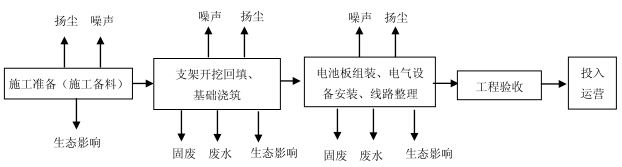 扬尘 噪声
噪声 扬尘
噪声 扬尘
施工准备（施工备料）
支架开挖回填、
基础浇筑
电池板组装、电气设
备安装、线路整理
工程验收
投入
运营
生态影响
固废 废水 生态影响
固废 废水 生态影响